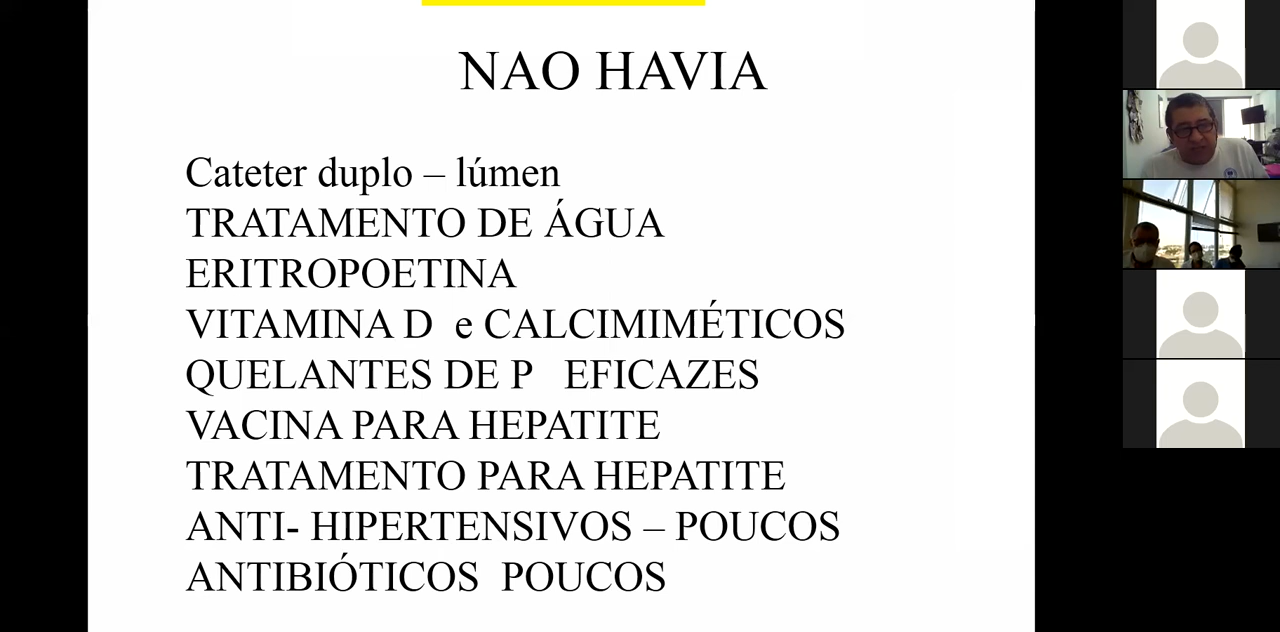 NAO HAVIA
Cateter duplo – lúmen
TRATAMENTO DE ÁGUA
ERITROPOETINA
VITAMINA D e CALCIMIMÉTICOS
QUELANTES DE P EFICAZES
VACINA PARA HEPATITE
TRATAMENTO PARA HEPATITE
ANTI- HIPERTENSIVOS – POUCOS
ANTIBIÓTICOS POUCOS